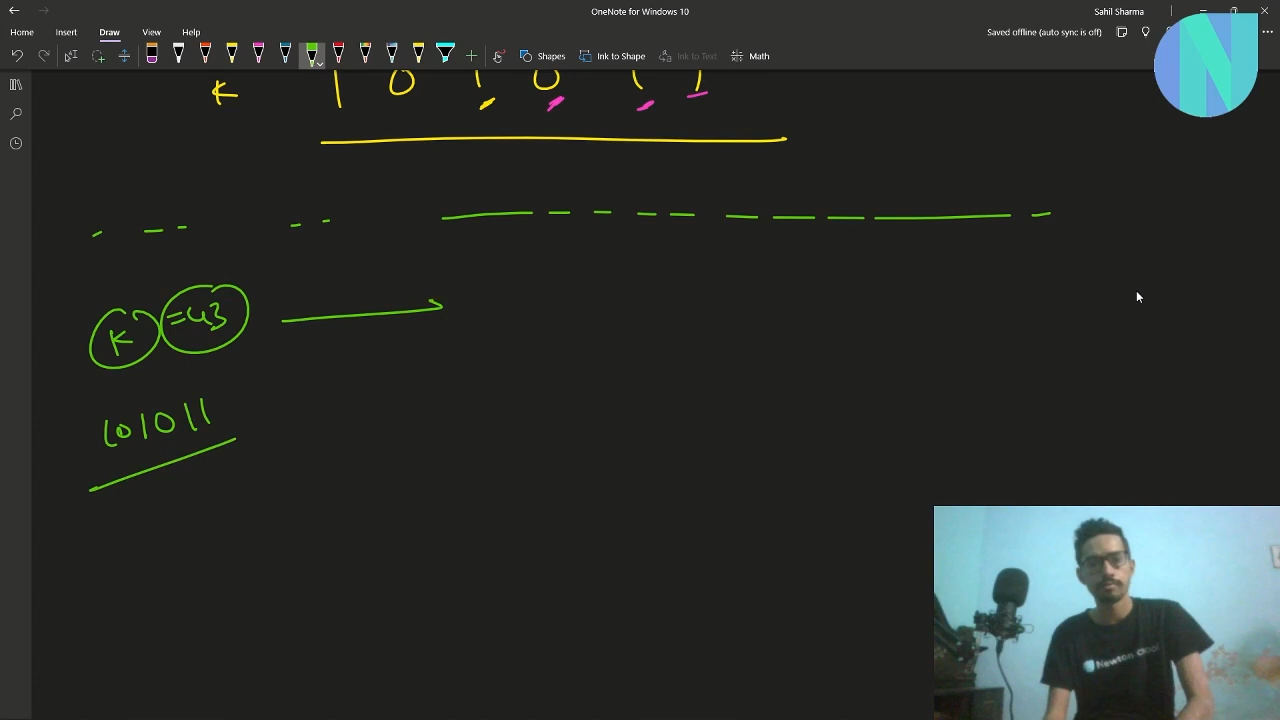 OneNote for Windows 10
Sahil Sharma
Home Insert Draw View Help
Saved offline (auto sync is off)
Shapes Ink to Shape Ink to Text Math
K 1 0 1 0 1 1
K = 43
101011
Newton